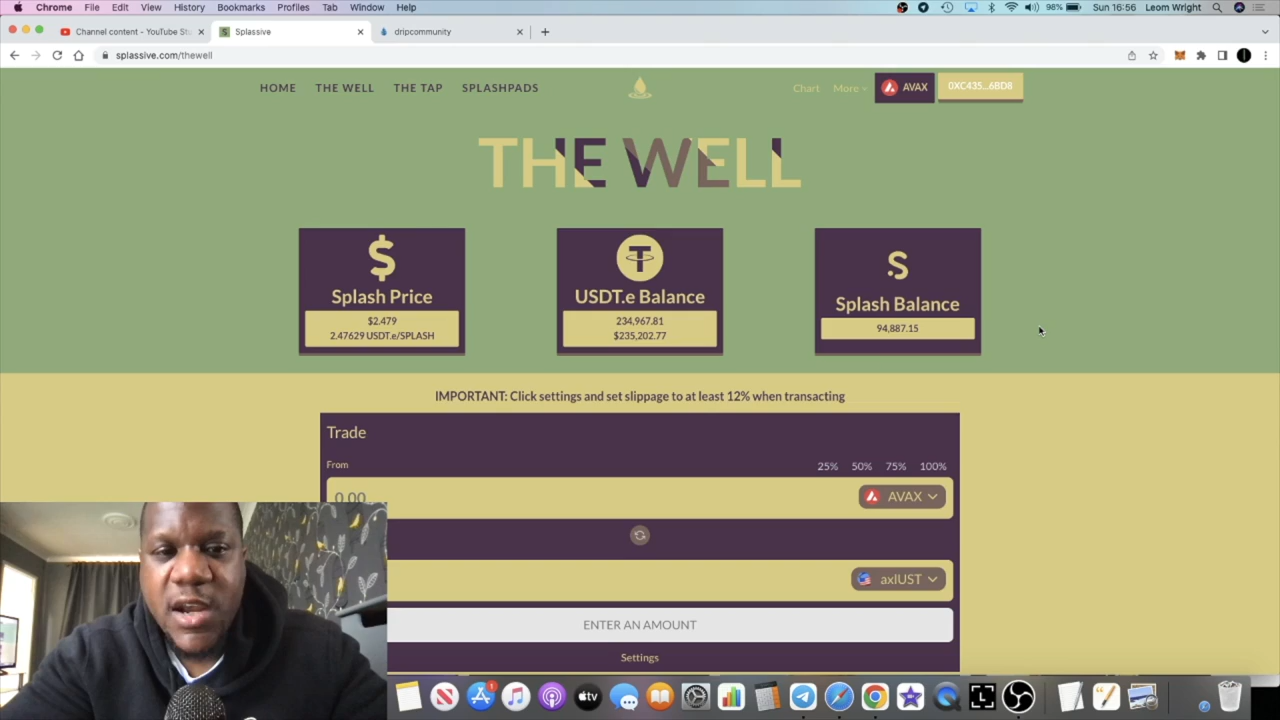 Chrome File Edit View History Bookmarks Profiles Tab Window Help 98% Sun 16:56 Leom Wright
Channel content - YouTube St Splassive dripcommunity
splassive.com/thewell
HOME THE WELL THE TAP SPLASHPADS Chart More AVAX 0XC435...6BD8
THE WELL
Splash Price
$2.479
2.47629 USDT.e/SPLASH
USDT.e Balance
234,967.81
$235,202.77
Splash Balance
94,887.15
IMPORTANT: Click settings and set slippage to at least 12% when transacting
Trade
From 25% 50% 75% 100%
0.00 AVAX
axlUST
ENTER AN AMOUNT
Settings
tv